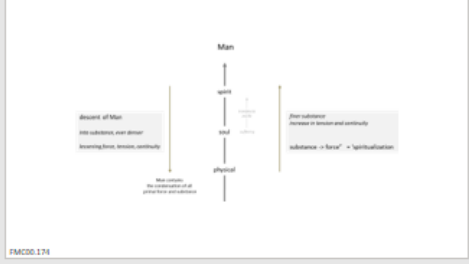 Man
spirit
descent of Man
into substance, ever denser
becoming force, tension, continuity
finer substance
increase in tension and continuity
substance -> force" = 'spiritualization
soul
physical
Man contains
the condensation of all
primal force and substance
FMC00.174